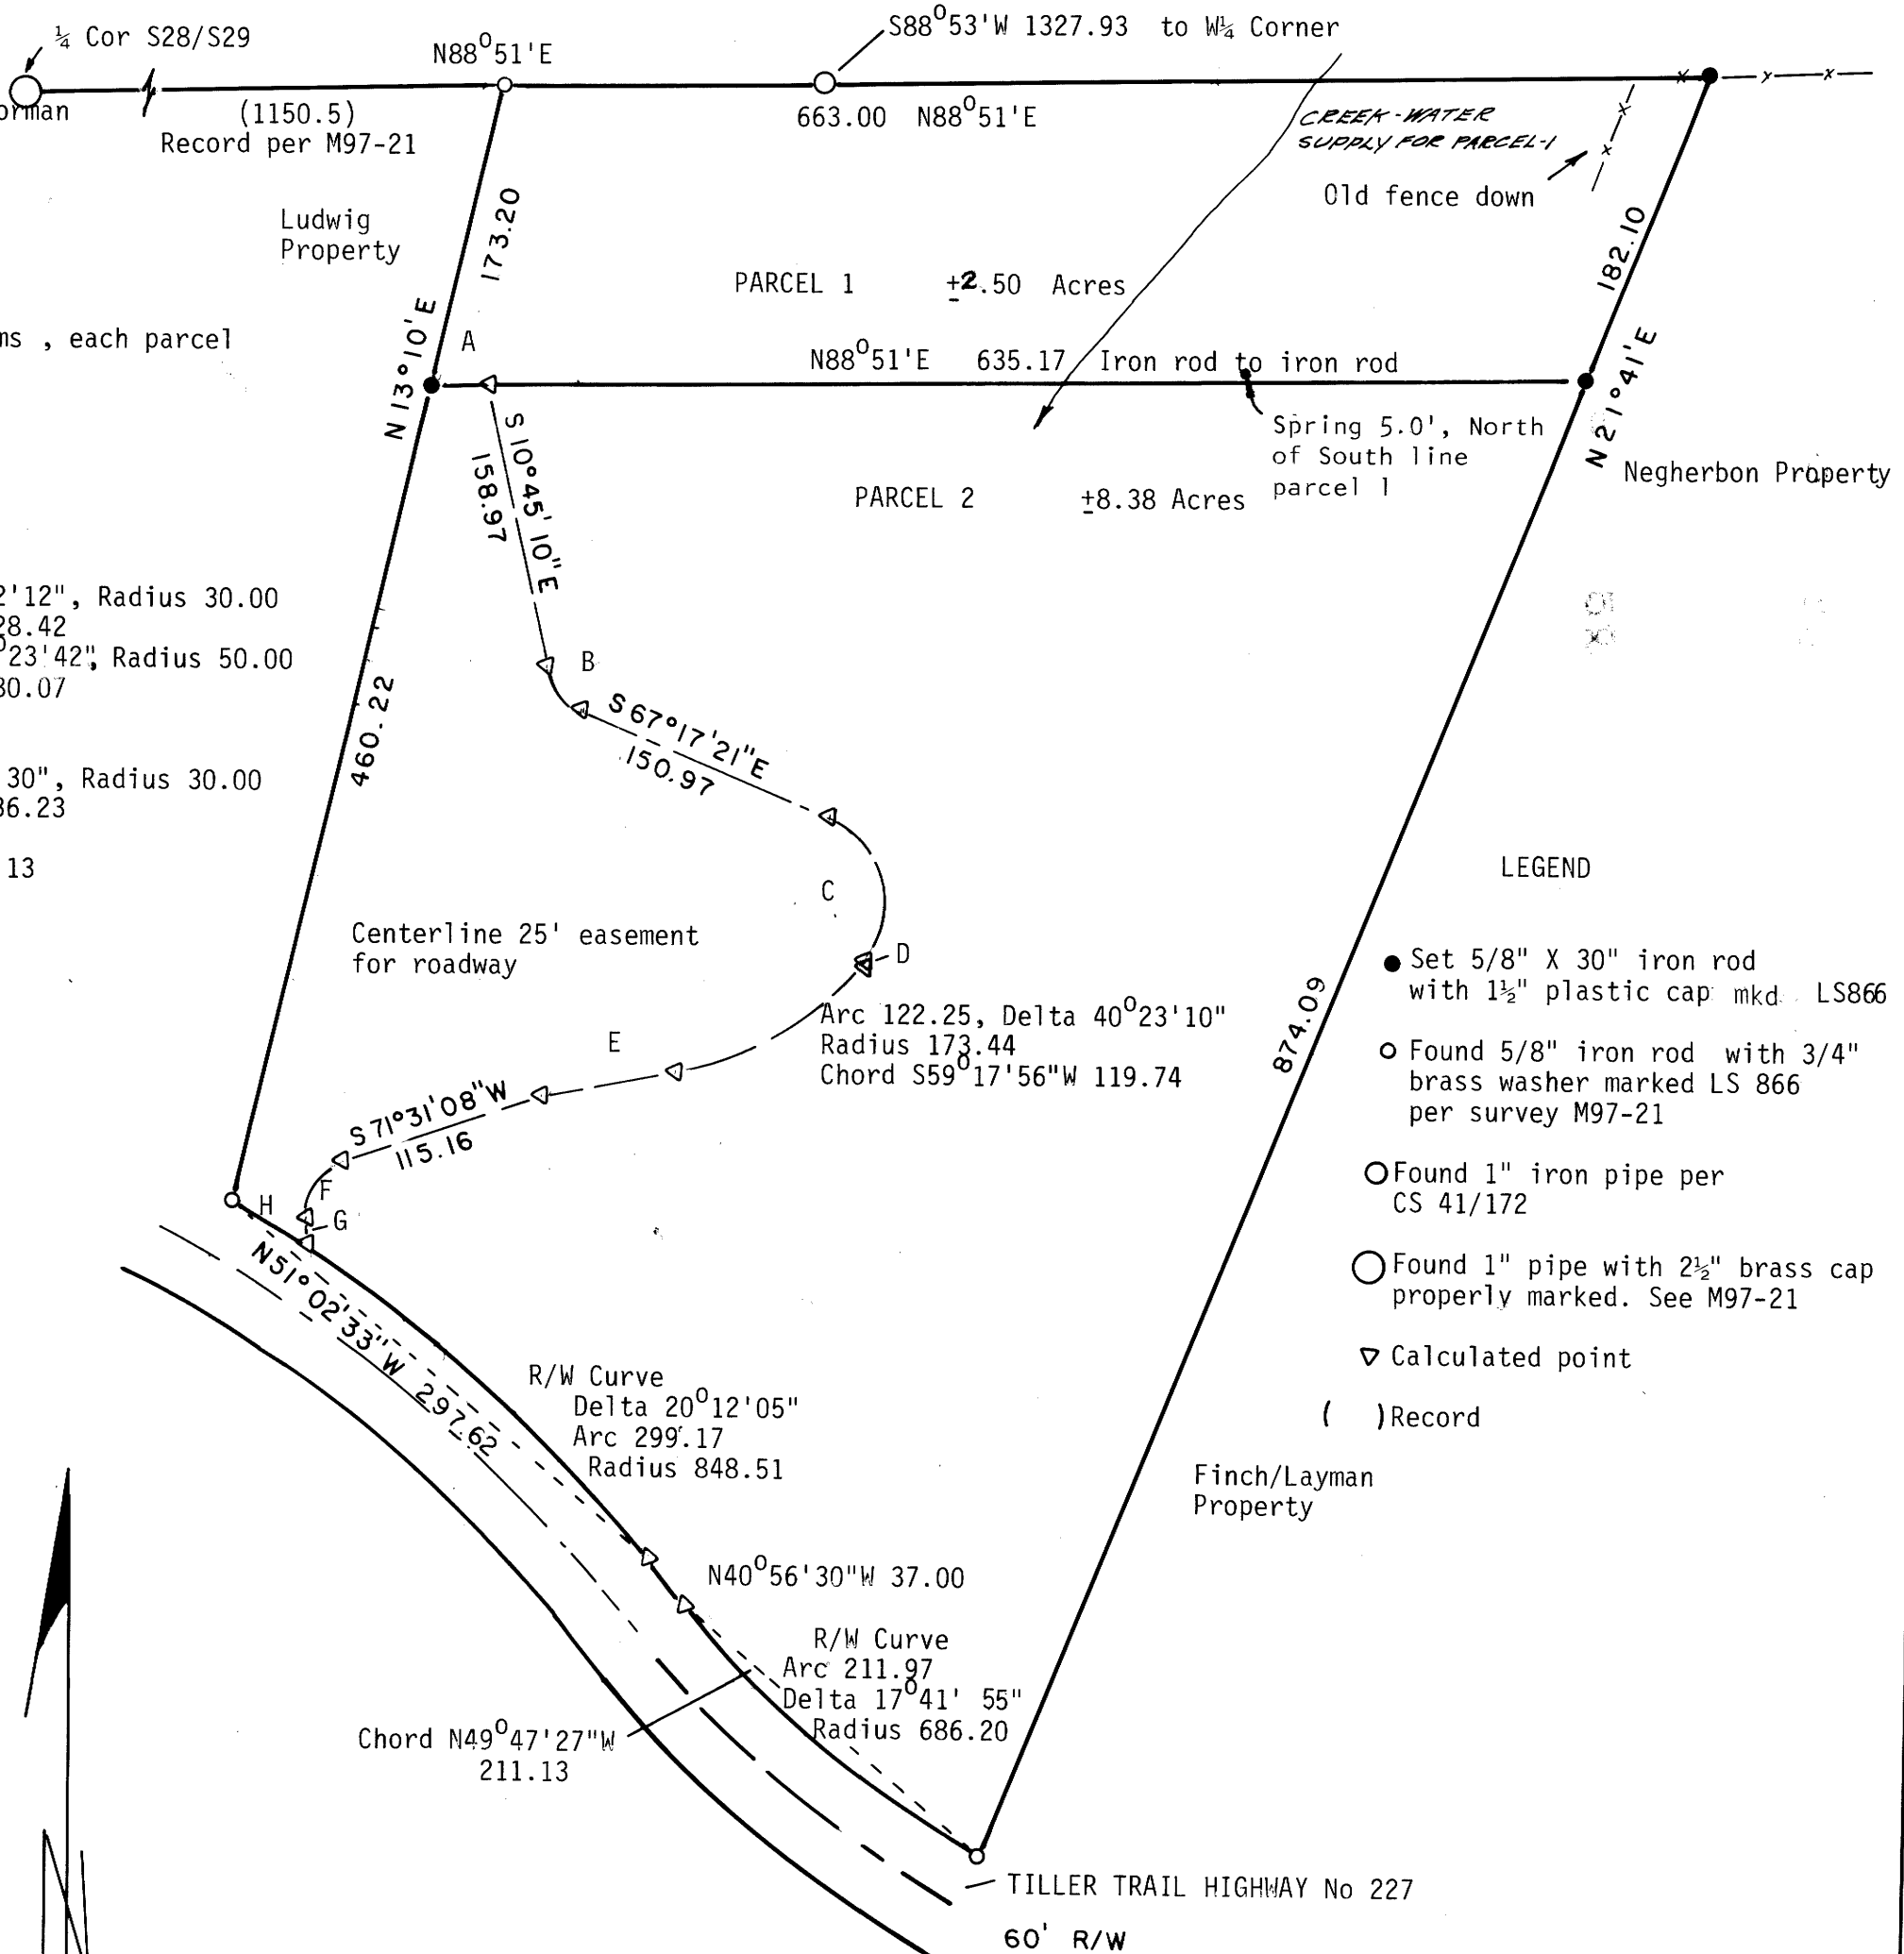 ¼ Cor S28/S29
N88°51'E
S88°53'W 1327.93 to W¼ Corner
orman
(1150.5)
Record per M97-21
663.00 N88°51'E
CREEK-WATER
SUPPLY FOR PARCEL-1
Old fence down
Ludwig
Property
173.20
182.10
PARCEL 1 ±2.50 Acres
N13°10'E
A
ms , each parcel
N88°51'E 635.17 Iron rod to iron rod
N21°41'E
Spring 5.0', North
of South line
parcel 1
Negherbon Property
S10°45'10"E
158.97
PARCEL 2 ±8.38 Acres
2'12", Radius 30.00
28.42
°23'42", Radius 50.00
30.07
B
S67°17'21"E
150.97
460.22
30", Radius 30.00
36.23
13
C
LEGEND
Centerline 25' easement
for roadway
D
● Set 5/8" X 30" iron rod
with 1½" plastic cap mkd LS866
Arc 122.25, Delta 40°23'10"
Radius 173.44
Chord S59°17'56"W 119.74
E
874.09
Found 5/8" iron rod with 3/4"
brass washer marked LS 866
per survey M97-21
S71°31'08"W
115.16
Found 1" iron pipe per
CS 41/172
F
H
G
N51°02'33"W 297.62
Found 1" pipe with 2½" brass cap
properly marked. See M97-21
Calculated point
( ) Record
R/W Curve
Delta 20°12'05"
Arc 299.17
Radius 848.51
Finch/Layman
Property
N40°56'30"W 37.00
R/W Curve
Arc 211.97
Delta 17°41' 55"
Radius 686.20
Chord N49°47'27"W
211.13
TILLER TRAIL HIGHWAY No 227
60' R/W
N